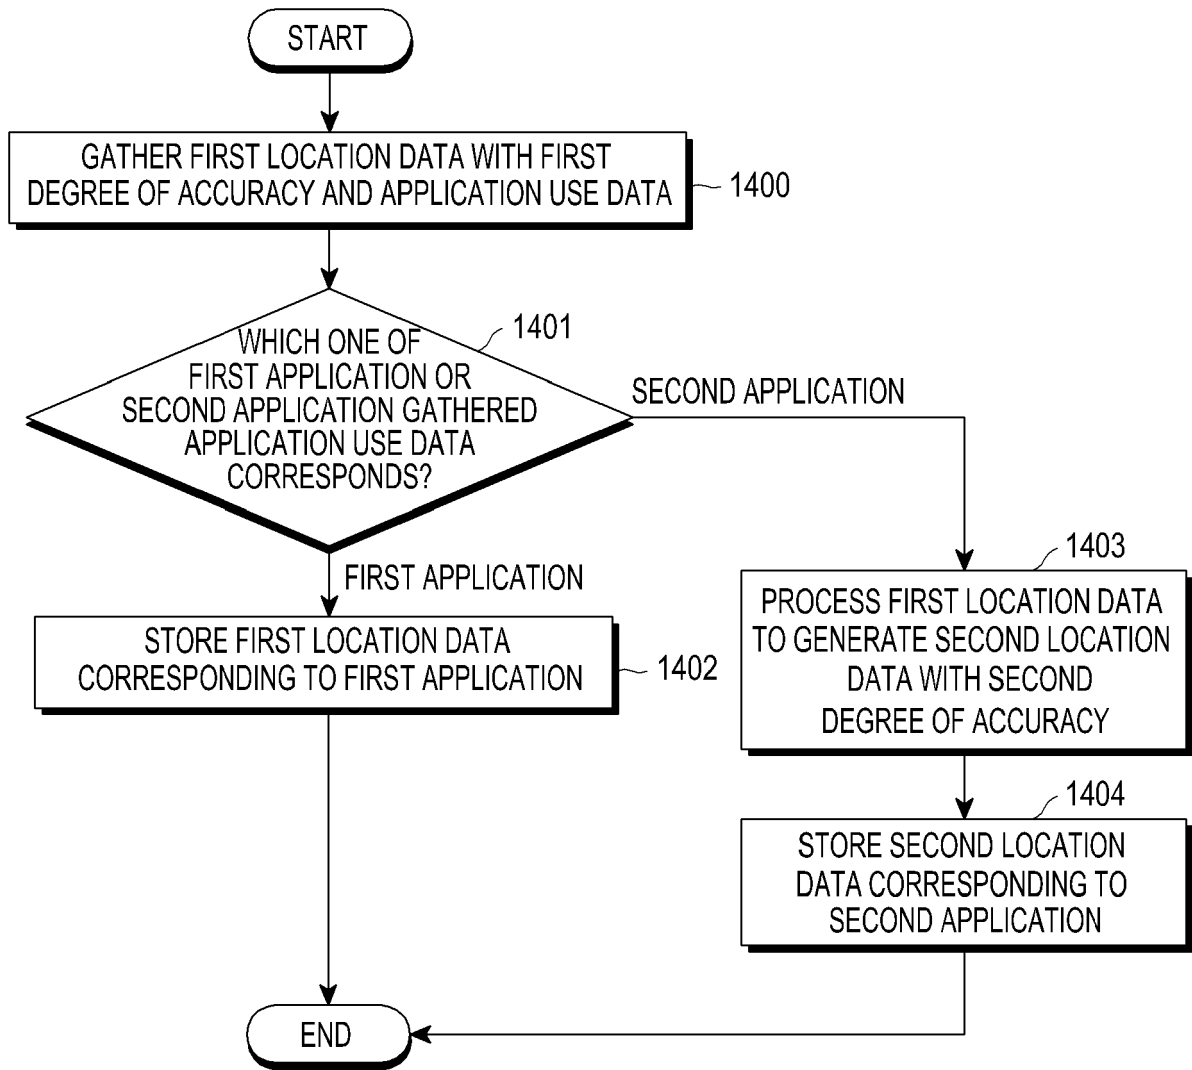 START
GATHER FIRST LOCATION DATA WITH FIRST
DEGREE OF ACCURACY AND APPLICATION USE DATA
1400
WHICH ONE OF
FIRST APPLICATION OR
SECOND APPLICATION GATHERED
APPLICATION USE DATA
CORRESPONDS?
1401
SECOND APPLICATION
FIRST APPLICATION
STORE FIRST LOCATION DATA
CORRESPONDING TO FIRST APPLICATION
1402
1403
PROCESS FIRST LOCATION DATA
TO GENERATE SECOND LOCATION
DATA WITH SECOND
DEGREE OF ACCURACY
1404
STORE SECOND LOCATION
DATA CORRESPONDING TO
SECOND APPLICATION
END